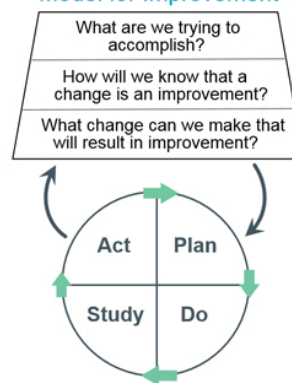 Model for Improvement
What are we trying to
accomplish?
How will we know that a
change is an improvement?
What change can we make that
will result in improvement?
Act
Plan
Study
Do